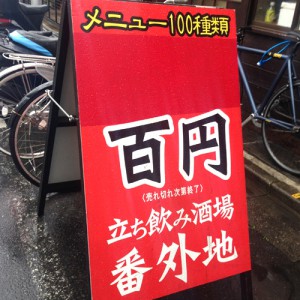 メニュー100種類
百円
(売れ切れ次第終了)
立ち飲み酒場
番外地